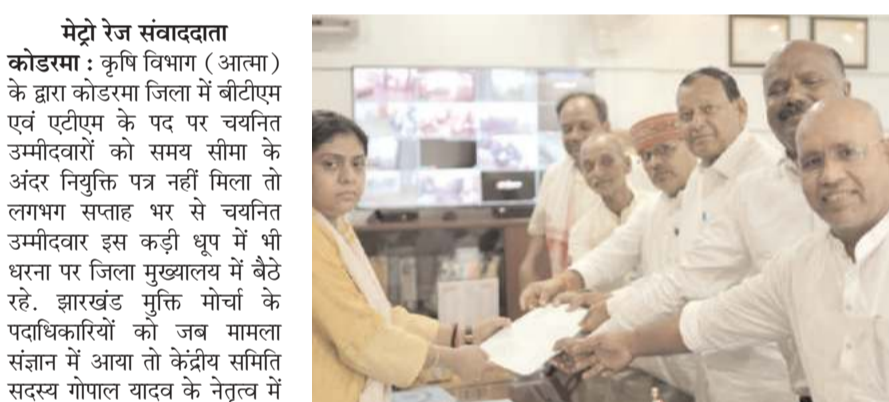 मेट्रो रेज संवाददाता
कोडरमा : कृषि विभाग ( आत्मा )
के द्वारा कोडरमा जिला में बीटीएम
एवं एटीएम के पद पर चयनित
उम्मीदवारों को समय सीमा के
अंदर नियुक्ति पत्र नहीं मिला तो
लगभग सप्ताह भर से चयनित
उम्मीदवार इस कड़ी धूप में भी
धरना पर जिला मुख्यालय में बैठे
रहे. झारखंड मुक्ति मोर्चा के
पदाधिकारियों को जब मामला
संज्ञान में आया तो केंद्रीय समिति
सदस्य गोपाल यादव के नेतृत्व में